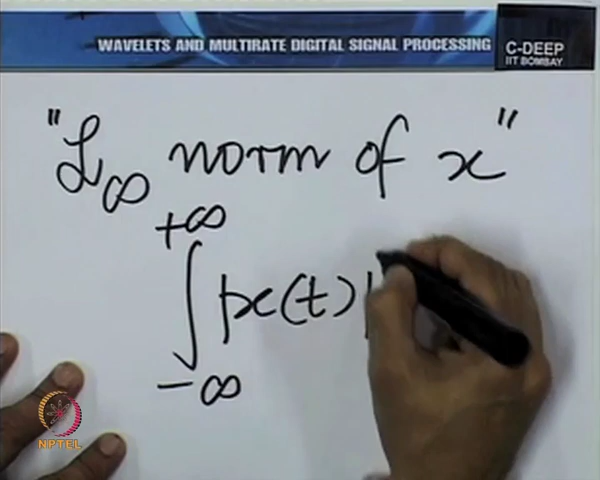 WAVELETS AND MULTIRATE DIGITAL SIGNAL PROCESSING
C-DEEP
IIT BOMBAY
"L∞ norm of x"
+∞
∫ |x(t)|
-∞
NPTEL